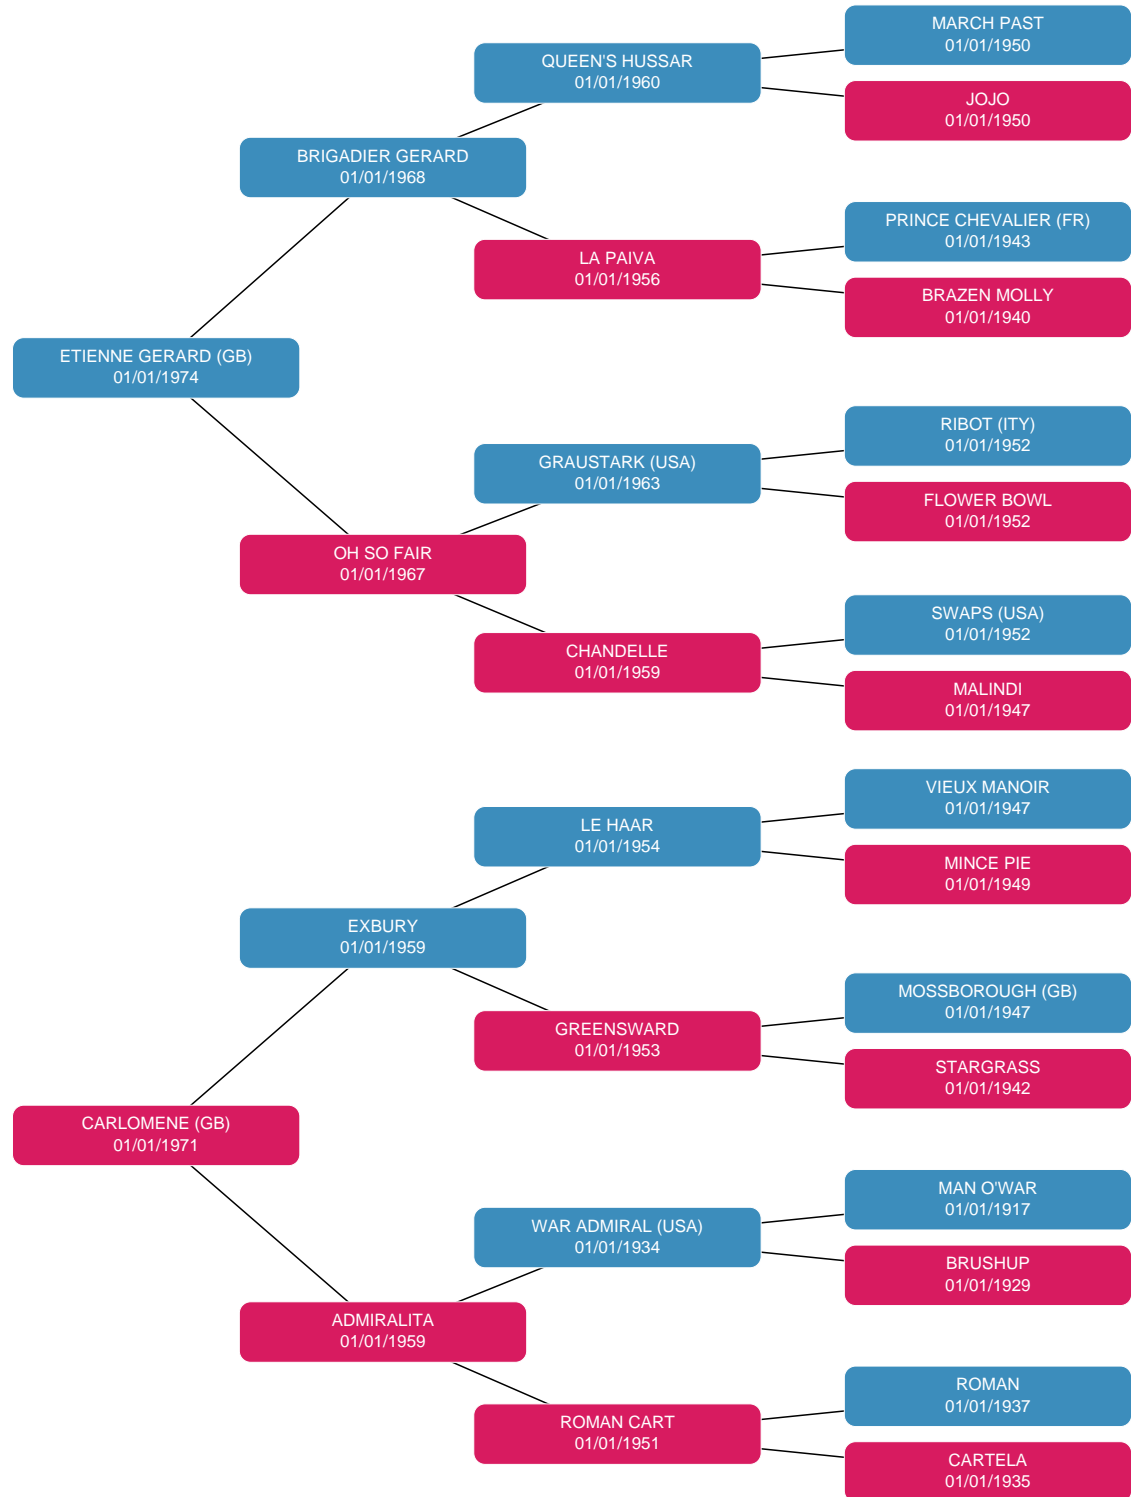 MARCH PAST
01/01/1950
QUEEN'S HUSSAR
01/01/1960
JOJO
01/01/1950
BRIGADIER GERARD
01/01/1968
PRINCE CHEVALIER (FR)
01/01/1943
LA PAIVA
01/01/1956
BRAZEN MOLLY
01/01/1940
ETIENNE GERARD (GB)
01/01/1974
RIBOT (ITY)
01/01/1952
GRAUSTARK (USA)
01/01/1963
FLOWER BOWL
01/01/1952
OH SO FAIR
01/01/1967
SWAPS (USA)
01/01/1952
CHANDELLE
01/01/1959
MALINDI
01/01/1947
VIEUX MANOIR
01/01/1947
LE HAAR
01/01/1954
MINCE PIE
01/01/1949
EXBURY
01/01/1959
MOSSBOROUGH (GB)
01/01/1947
GREENSWARD
01/01/1953
STARGRASS
01/01/1942
CARLOMENE (GB)
01/01/1971
MAN O'WAR
01/01/1917
WAR ADMIRAL (USA)
01/01/1934
BRUSHUP
01/01/1929
ADMIRALITA
01/01/1959
ROMAN
01/01/1937
ROMAN CART
01/01/1951
CARTELA
01/01/1935